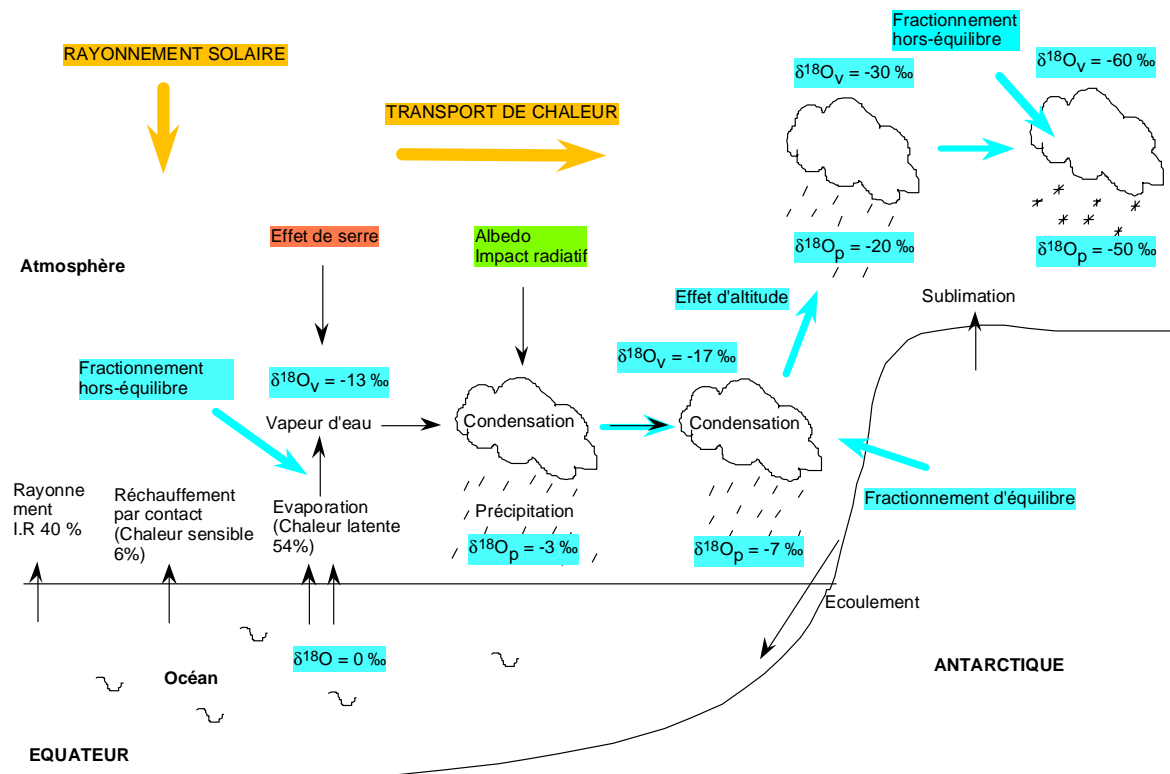 RAYONNEMENT SOLAIRE
TRANSPORT DE CHALEUR
Fractionnement
hors-équilibre
δ18Ov = -30 ‰
δ18Ov = -60 ‰
Effet de serre
Albedo
Impact radiatif
δ18Op = -20 ‰
δ18Op = -50 ‰
Atmosphère
Effet d'altitude
Sublimation
Fractionnement
hors-équilibre
δ18Ov = -13 ‰
δ18Ov = -17 ‰
Vapeur d'eau
Condensation
Condensation
Rayonne
ment
I.R 40 %
Réchauffement
par contact
(Chaleur sensible
6%)
Evaporation
(Chaleur latente
54%)
Précipitation
δ18Op = -3 ‰
δ18Op = -7 ‰
Fractionnement d'équilibre
Ecoulement
δ18O = 0 ‰
Océan
ANTARCTIQUE
EQUATEUR